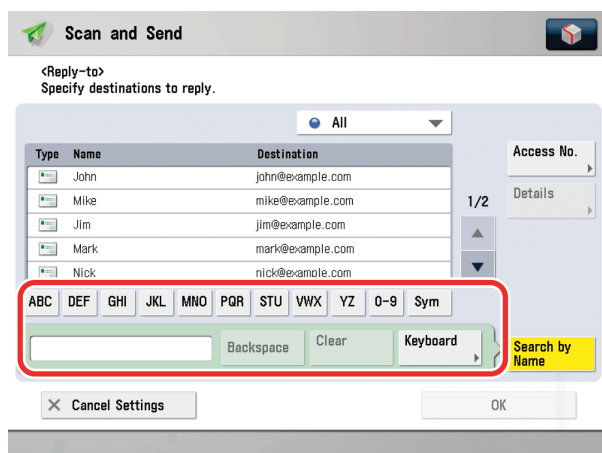 Scan and Send
<Reply-to>
Specify destinations to reply.
All
Type Name Destination
John john@example.com
Mike mike@example.com
Jim jim@example.com
Mark mark@example.com
Nick nick@example.com
1/2
Access No.
Details
ABC DEF GHI JKL MNO PQR STU VWX YZ 0-9 Sym
Backspace Clear Keyboard
Search by
Name
Cancel Settings OK